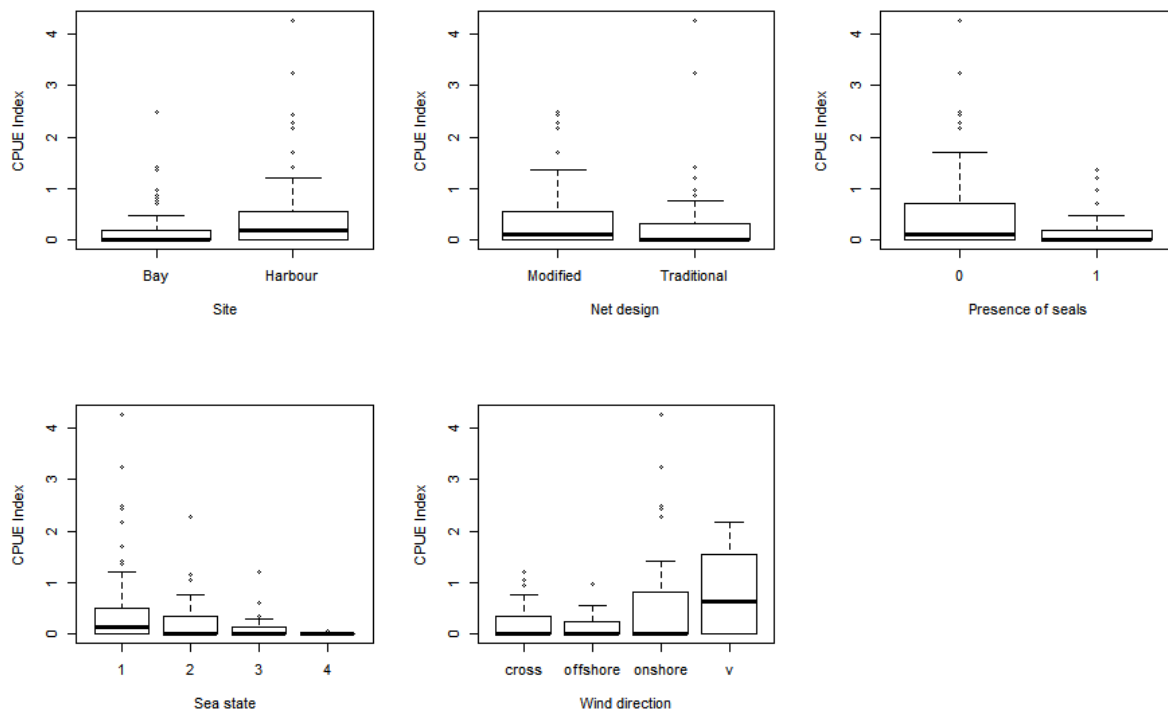 CPUE Index
4
3
2
1
0
Bay Harbour
Site
CPUE Index
4
3
2
1
0
Modified Traditional
Net design
CPUE Index
4
3
2
1
0
0 1
Presence of seals
CPUE Index
4
3
2
1
0
1 2 3 4
Sea state
CPUE Index
4
3
2
1
0
cross offshore onshore v
Wind direction